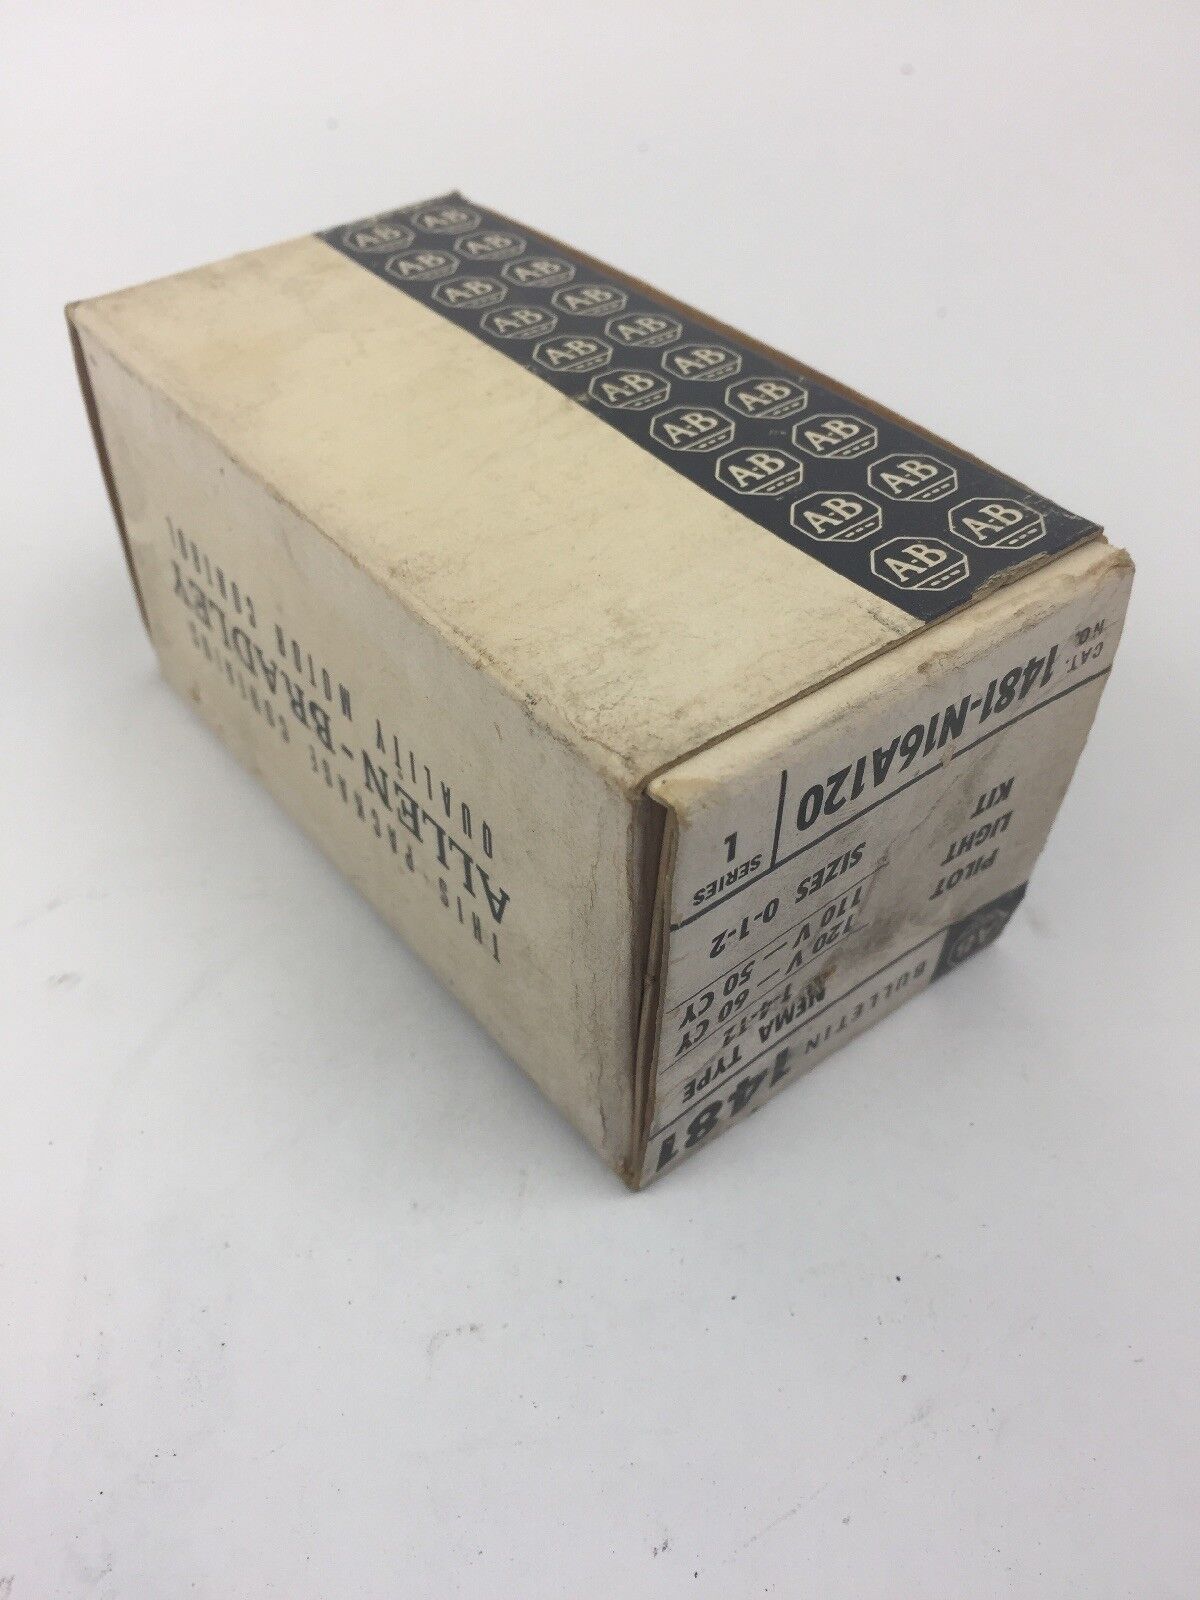 A-B A-B
A-B A-B
A-B A-B
A-B A-B
A-B A-B
A-B A-B
A-B A-B
A-B A-B
A-B A-B
A-B A-B
THIS PACKAGE CONTAINS
ALLEN-BRADLEY
QUALITY MOTOR CONTROL
A-B BULLETIN 1481
PILOT LIGHT KIT
NEMA TYPE
1-4-12
120 V — 60 CY
110 V — 50 CY
SIZES 0-1-2
CAT. NO. 1481-N16A120
SERIES L